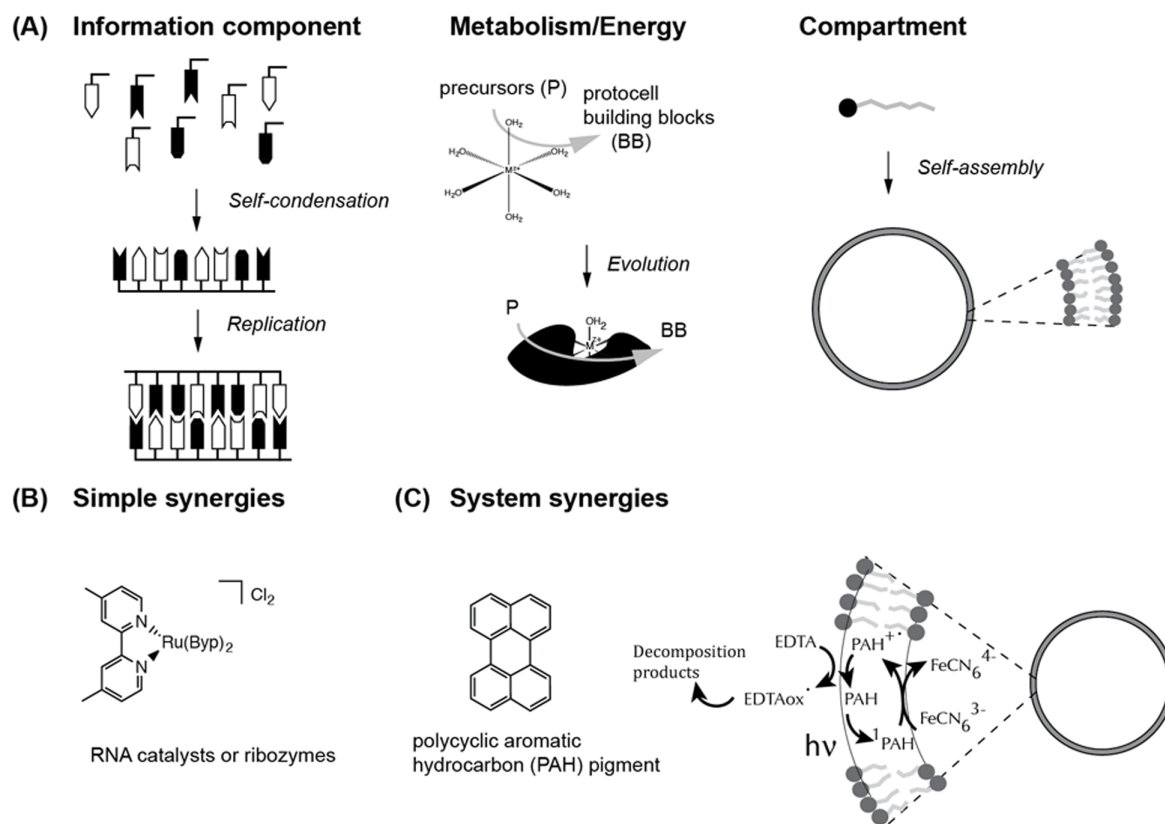 (A) Information component
Metabolism/Energy
Compartment
Self-condensation
Replication
precursors (P)
protocell
building blocks
(BB)
OH2
H2O
OH2
Mz+
H2O
OH2
OH2
Evolution
P
OH2
Mz+
BB
Self-assembly
(B) Simple synergies
(C) System synergies
N
N
Ru(Byp)2
Cl2
RNA catalysts or ribozymes
polycyclic aromatic
hydrocarbon (PAH) pigment
Decomposition
products
EDTA
EDTAox·
PAH+·
PAH
1PAH
hν
FeCN6 4-
FeCN6 3-